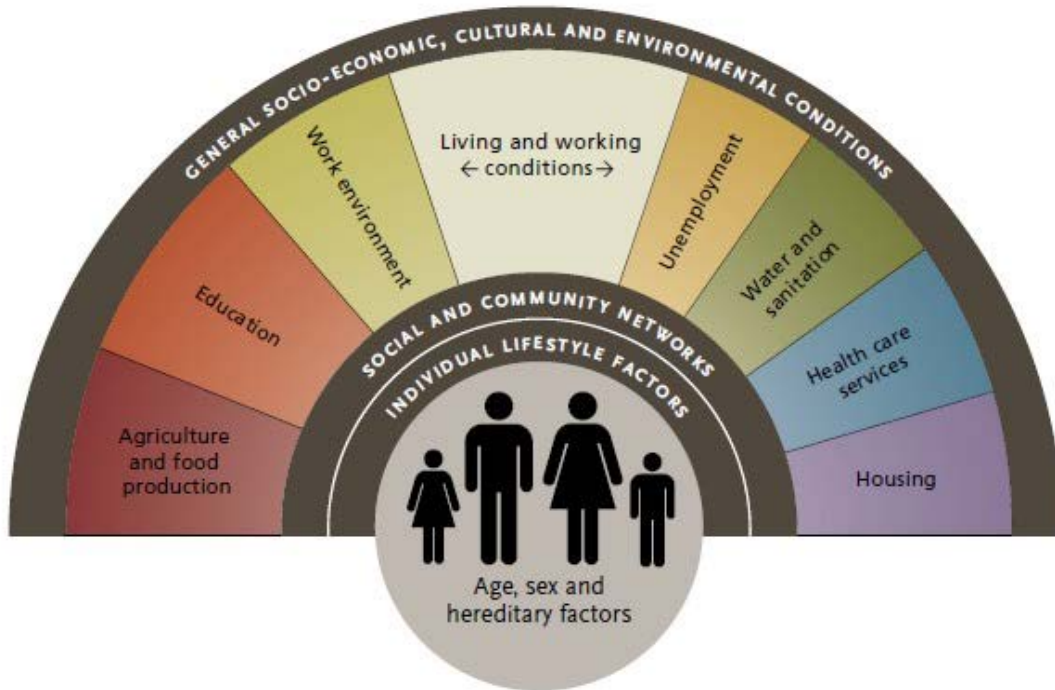 GENERAL SOCIO-ECONOMIC, CULTURAL AND ENVIRONMENTAL CONDITIONS
Agriculture
and food
production
Education
Work environment
Living and working
← conditions →
Unemployment
Water and
sanitation
Health care
services
Housing
SOCIAL AND COMMUNITY NETWORKS
INDIVIDUAL LIFESTYLE FACTORS
Age, sex and
hereditary factors